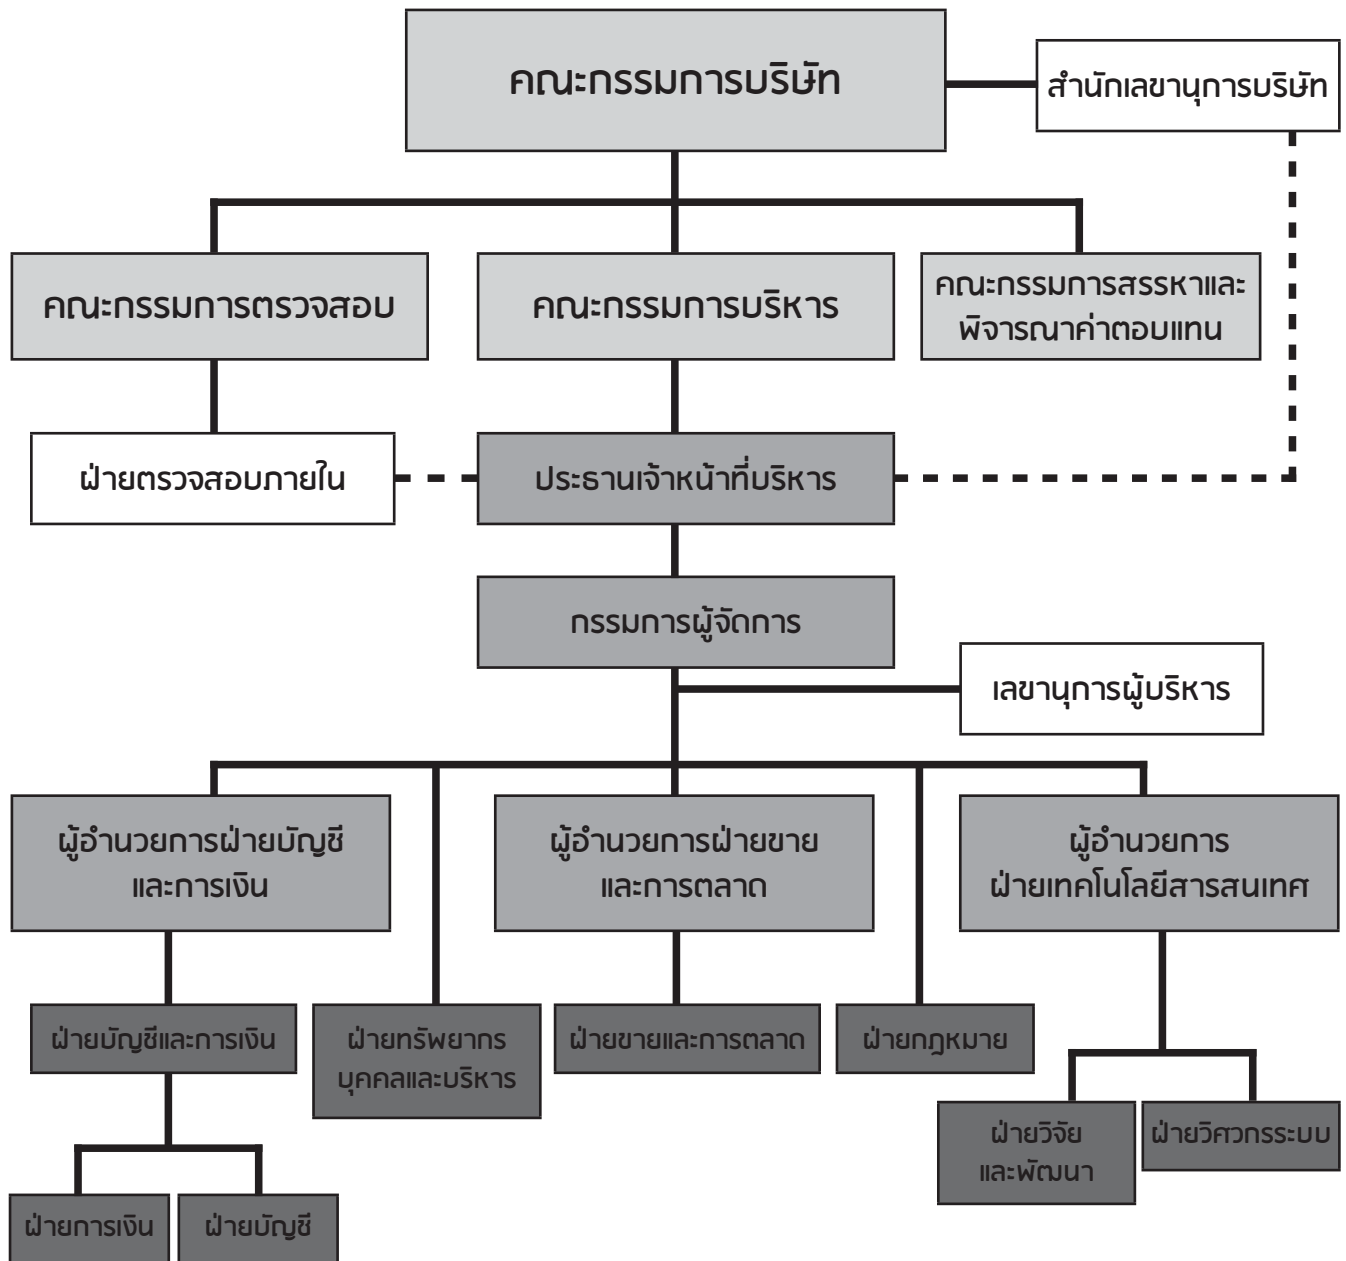 คณะกรรมการบริษัท
สำนักเลขานุการบริษัท
คณะกรรมการตรวจสอบ
คณะกรรมการบริหาร
คณะกรรมการสรรหาและ
พิจารณาค่าตอบแทน
ฝ่ายตรวจสอบภายใน
ประธานเจ้าหน้าที่บริหาร
กรรมการผู้จัดการ
เลขานุการผู้บริหาร
ผู้อำนวยการฝ่ายบัญชี
และการเงิน
ผู้อำนวยการฝ่ายขาย
และการตลาด
ผู้อำนวยการ
ฝ่ายเทคโนโลยีสารสนเทศ
ฝ่ายบัญชีและการเงิน
ฝ่ายทรัพยากร
บุคคลและบริหาร
ฝ่ายขายและการตลาด
ฝ่ายกฎหมาย
ฝ่ายวิจัย
และพัฒนา
ฝ่ายวิศวกรระบบ
ฝ่ายการเงิน
ฝ่ายบัญชี